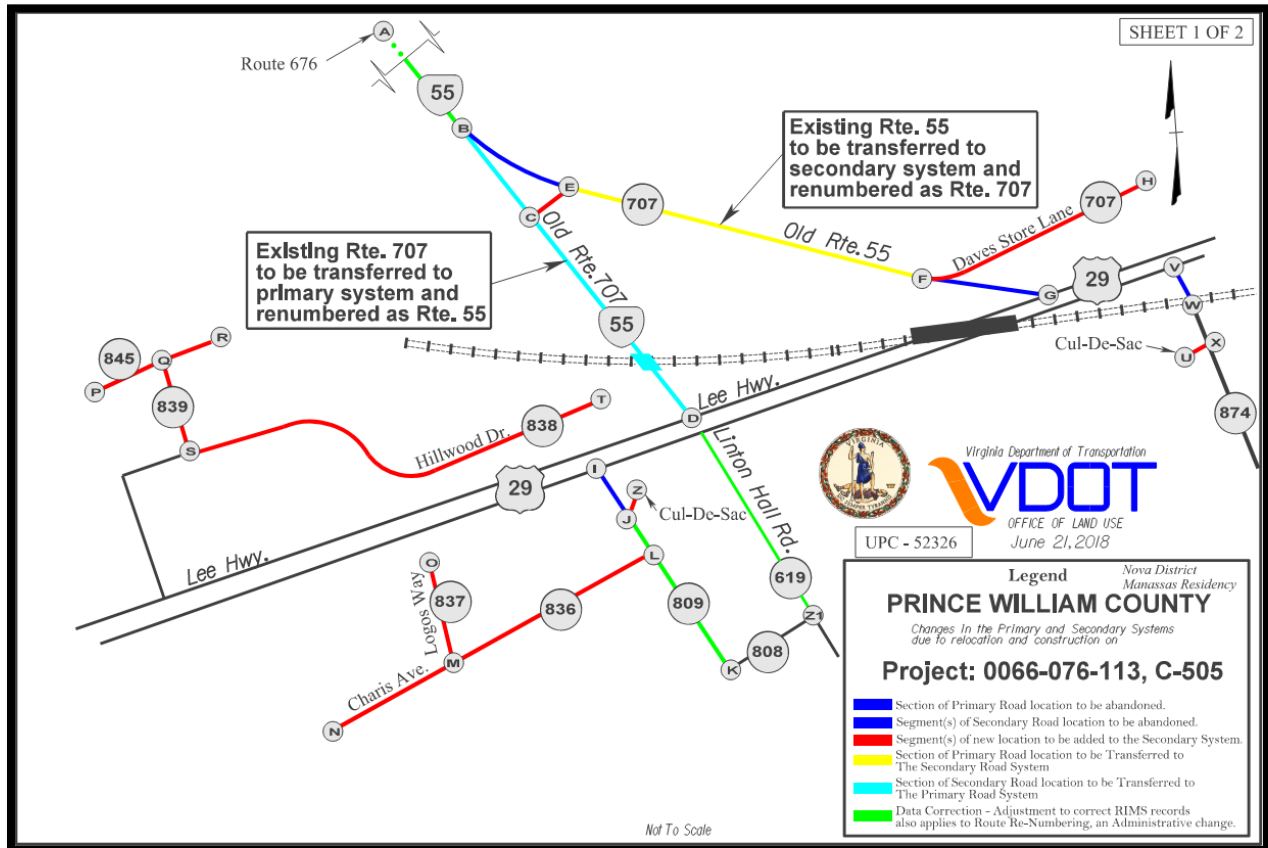 SHEET 1 OF 2
A
Route 676
55
B
Existing Rte. 55
to be transferred to
secondary system and
renumbered as Rte. 707
E
707
C
H
707
Daves Store Lane
Old Rte.55
Old Rte.707
Existing Rte. 707
to be transferred to
primary system and
renumbered as Rte. 55
F
G
29
V
W
55
Cul-De-Sac
U
X
R
845
Q
P
839
S
Hillwood Dr.
838
T
D
Lee Hwy.
874
I
29
Z
J
Cul-De-Sac
Linton Hall Rd.
Lee Hwy.
O
837
Logos Way
836
L
809
619
Z1
808
K
M
Charis Ave.
N
VIRGINIA
SIC SEMPER TYRANNIS
Virginia Department of Transportation
VDOT
OFFICE OF LAND USE
June 21, 2018
UPC - 52326
Legend
Nova District
Manassas Residency
PRINCE WILLIAM COUNTY
Changes in the Primary and Secondary Systems
due to relocation and construction on
Project: 0066-076-113, C-505
Section of Primary Road location to be abandoned.
Segment(s) of Secondary Road location to be abandoned.
Segment(s) of new location to be added to the Secondary System.
Section of Primary Road location to be Transferred to
The Secondary Road System
Section of Secondary Road location to be Transferred to
The Primary Road System
Data Correction - Adjustment to correct RIMS records
also applies to Route Re-Numbering, an Administrative change.
Not To Scale